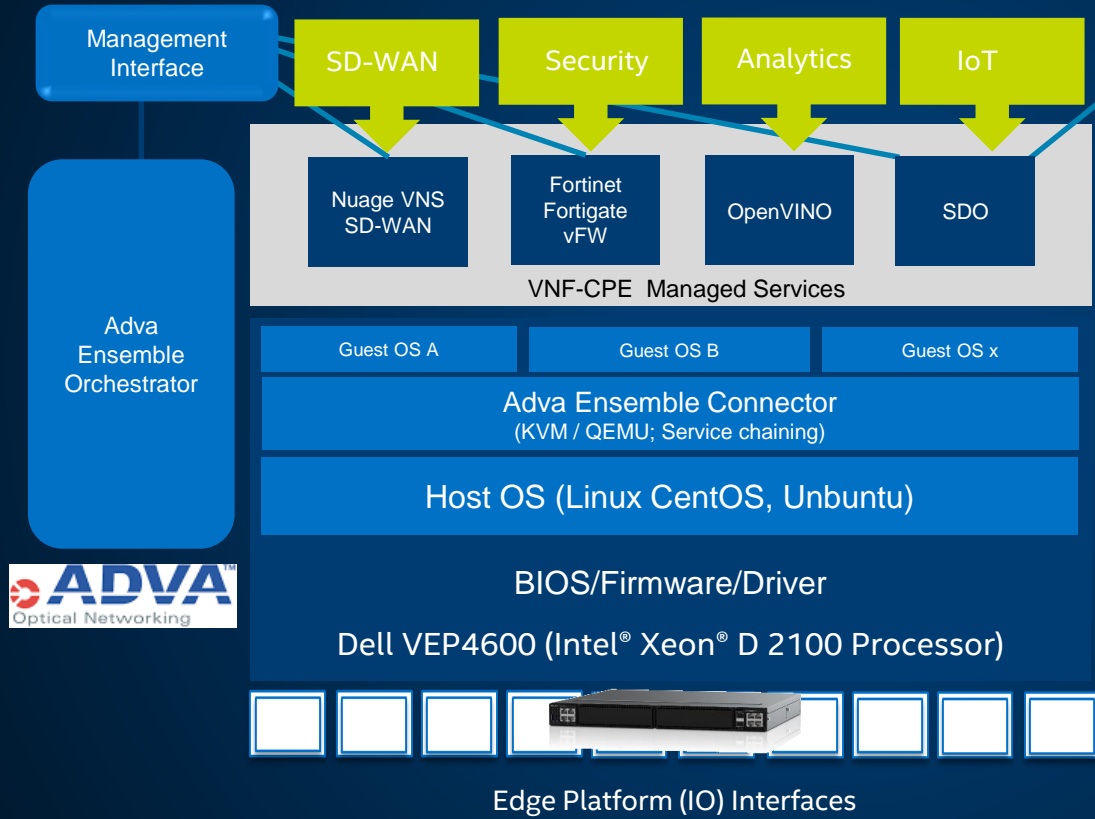 Management
Interface
SD-WAN
Security
Analytics
IoT
Nuage VNS
SD-WAN
Fortinet
Fortigate
vFW
OpenVINO
SDO
VNF-CPE  Managed Services
Adva
Ensemble
Orchestrator
Guest OS A
Guest OS B
Guest OS x
Adva Ensemble Connector
(KVM / QEMU; Service chaining)
Host OS (Linux CentOS, Unbuntu)
ADVA™
Optical Networking
BIOS/Firmware/Driver
Dell VEP4600 (Intel® Xeon® D 2100 Processor)
Edge Platform (IO) Interfaces